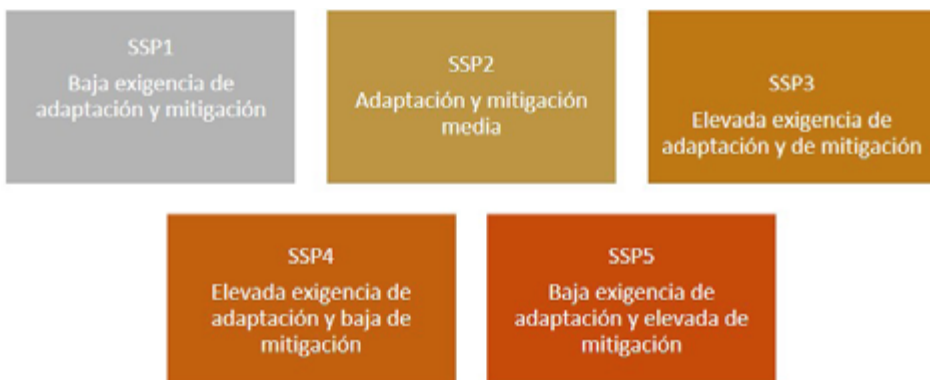 SSP1
Baja exigencia de
adaptación y mitigación
SSP2
Adaptación y mitigación
media
SSP3
Elevada exigencia de
adaptación y de mitigación
SSP4
Elevada exigencia de
adaptación y baja de
mitigación
SSP5
Baja exigencia de
adaptación y elevada de
mitigación